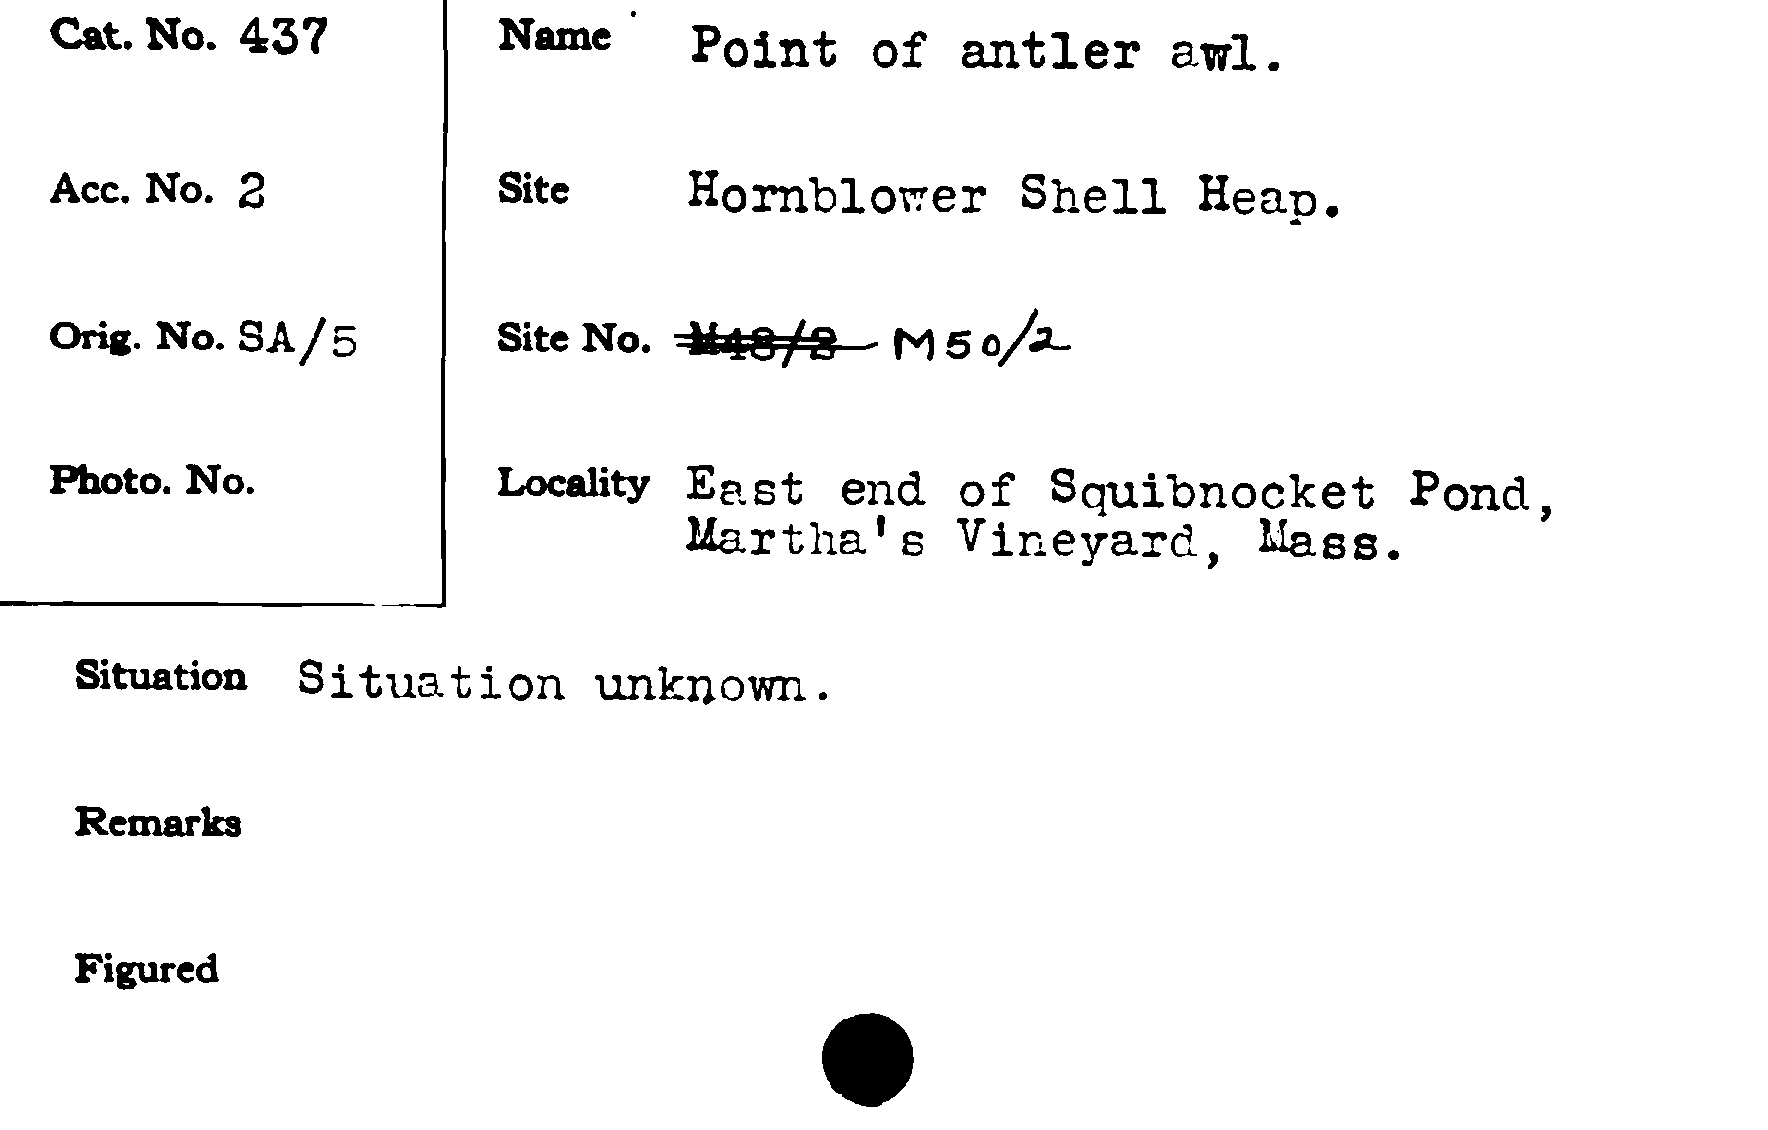 Cat. No. 437
Name Point of antler awl.
Acc. No. 2
Site Hornblower Shell Heap.
Orig. No. SA/5
Site No. M48/2 M50/2
Photo. No.
Locality East end of Squibnocket Pond,
Martha's Vineyard, Mass.
Situation Situation unknown.
Remarks
Figured